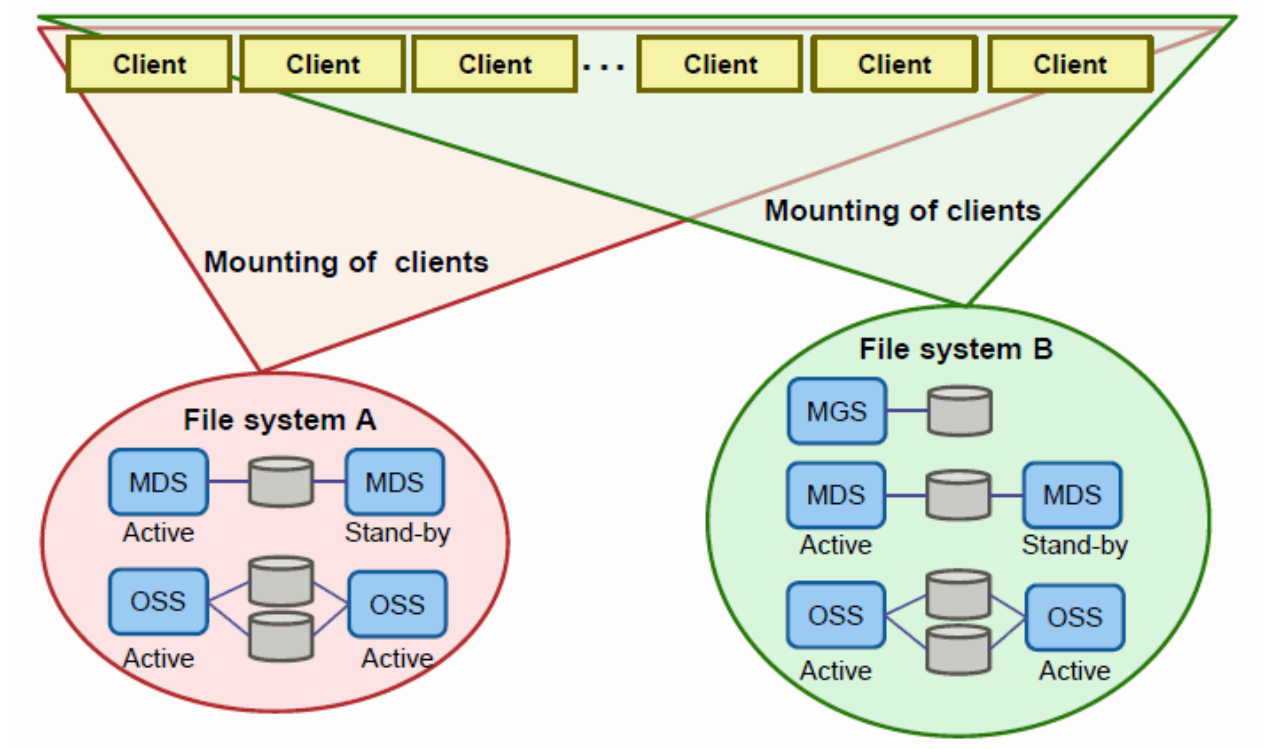 Client Client Client ... Client Client Client
Mounting of clients
Mounting of clients
File system A
MDS MDS
Active Stand-by
OSS OSS
Active Active
File system B
MGS
MDS MDS
Active Stand-by
OSS OSS
Active Active